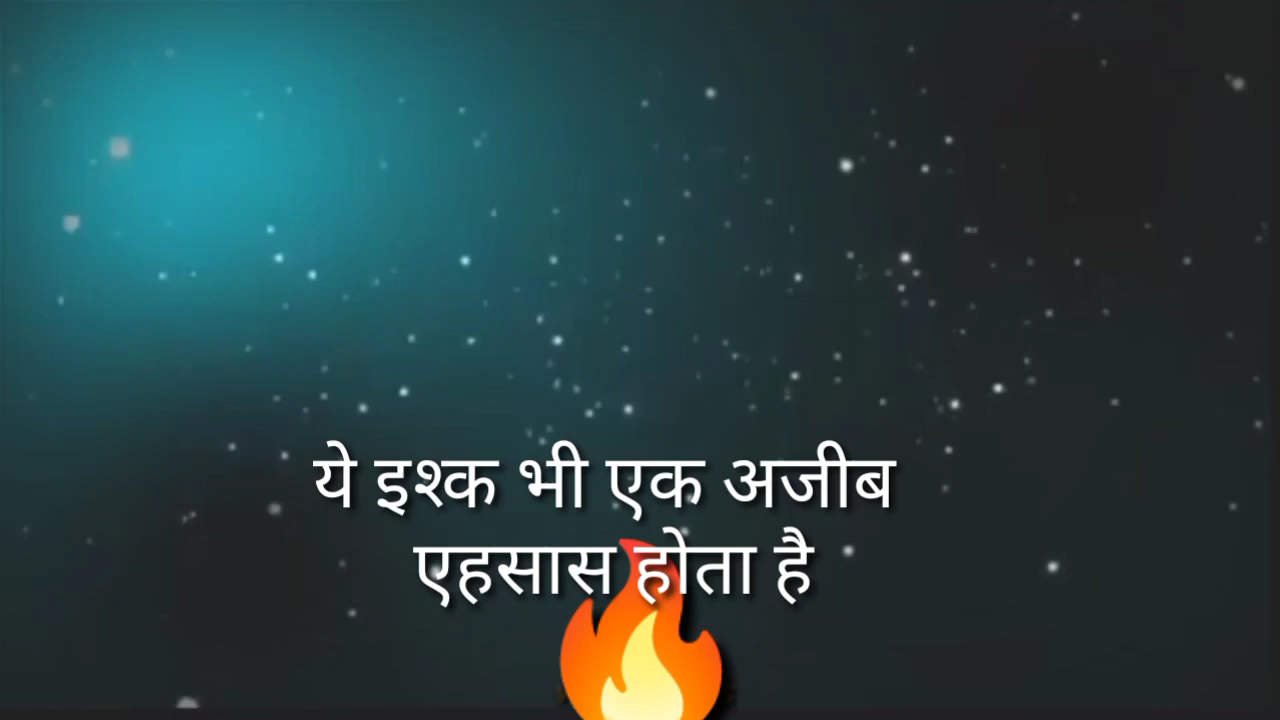 ये इश्क भी एक अजीब
एहसास होता है